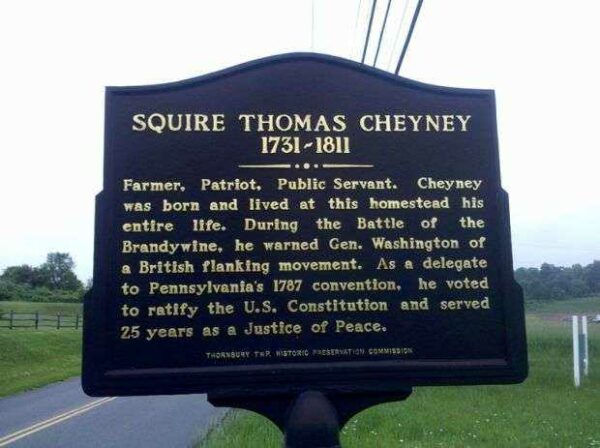 SQUIRE THOMAS CHEYNEY
1731-1811
Farmer, Patriot, Public Servant. Cheyney
was born and lived at this homestead his
entire life. During the Battle of the
Brandywine, he warned Gen. Washington of
a British flanking movement. As a delegate
to Pennsylvania's 1787 convention, he voted
to ratify the U.S. Constitution and served
25 years as a Justice of Peace.
THORNBURY TWP. HISTORIC PRESERVATION COMMISSION